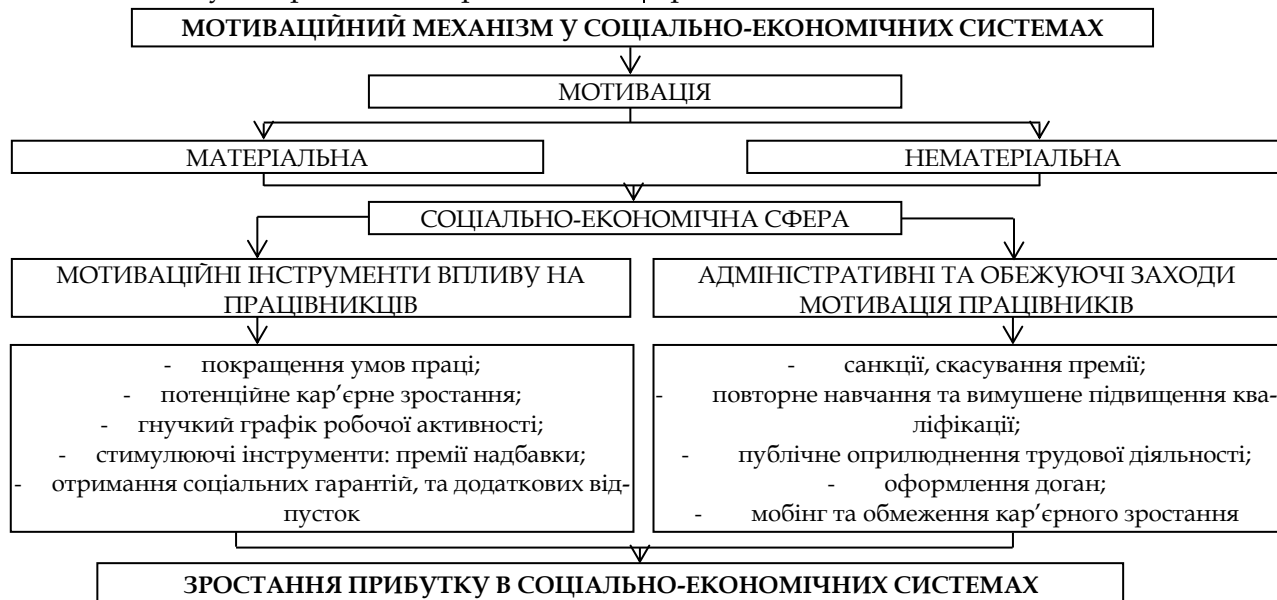 МОТИВАЦІЙНИЙ МЕХАНІЗМ У СОЦІАЛЬНО-ЕКОНОМІЧНИХ СИСТЕМАХ
МОТИВАЦІЯ
МАТЕРІАЛЬНА
НЕМАТЕРІАЛЬНА
СОЦІАЛЬНО-ЕКОНОМІЧНА СФЕРА
МОТИВАЦІЙНІ ІНСТРУМЕНТИ ВПЛИВУ НА
ПРАЦІВНИКЦІВ
АДМІНІСТРАТИВНІ ТА ОБЕЖУЮЧІ ЗАХОДИ
МОТИВАЦІЯ ПРАЦІВНИКІВ
- покращення умов праці;
- потенційне кар’єрне зростання;
- гнучкий графік робочої активності;
- стимулюючі інструменти: премії надбавки;
- отримання соціальних гарантій, та додаткових від-
пусток
- санкції, скасування премії;
- повторне навчання та вимушене підвищення ква-
ліфікації;
- публічне оприлюднення трудової діяльності;
- оформлення доган;
- мобінг та обмеження кар’єрного зростання
ЗРОСТАННЯ ПРИБУТКУ В СОЦІАЛЬНО-ЕКОНОМІЧНИХ СИСТЕМАХ